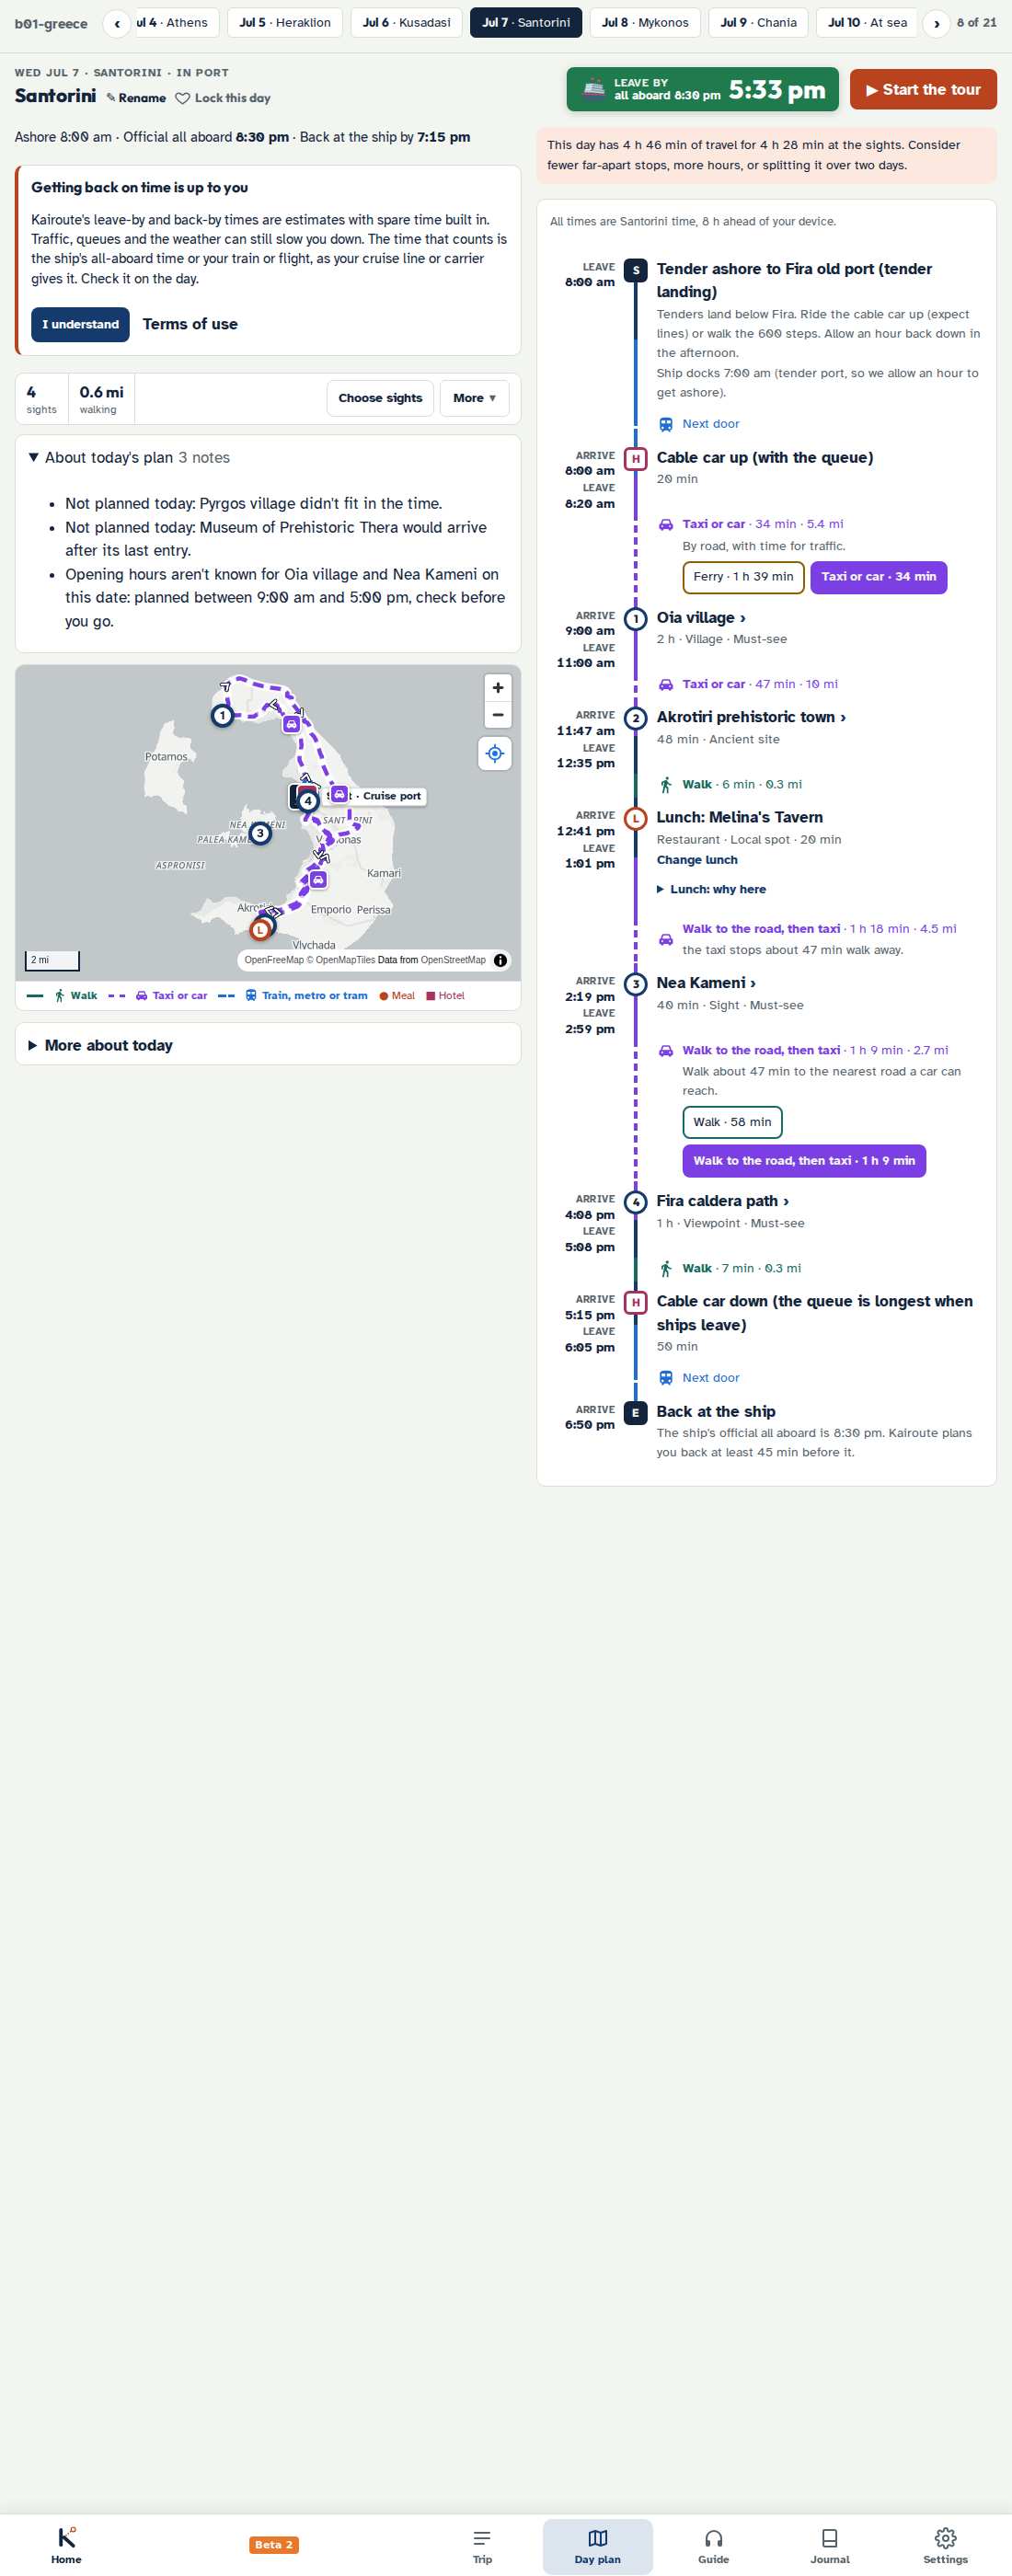 b01-greece
‹
ul 4 · Athens
Jul 5 · Heraklion
Jul 6 · Kusadasi
Jul 7 · Santorini
Jul 8 · Mykonos
Jul 9 · Chania
Jul 10 · At sea
›
8 of 21
WED JUL 7 · SANTORINI · IN PORT
Santorini ✎ Rename Lock this day
LEAVE BY
all aboard 8:30 pm
5:33 pm
▶ Start the tour
Ashore 8:00 am · Official all aboard 8:30 pm · Back at the ship by 7:15 pm
Getting back on time is up to you
Kairoute's leave-by and back-by times are estimates with spare time built in.
Traffic, queues and the weather can still slow you down. The time that counts is
the ship's all-aboard time or your train or flight, as your cruise line or carrier
gives it. Check it on the day.
I understand
Terms of use
4
sights
0.6 mi
walking
Choose sights
More ▼
▼ About today's plan 3 notes
• Not planned today: Pyrgos village didn't fit in the time.
• Not planned today: Museum of Prehistoric Thera would arrive
after its last entry.
• Opening hours aren't known for Oia village and Nea Kameni on
this date: planned between 9:00 am and 5:00 pm, check before
you go.
1
+
−
Potamos
4
· Cruise port
3
PALEA
ASPRONISI
Kamari
Emporio Perissa
L
Vlychada
2 mi
OpenFreeMap © OpenMapTiles Data from OpenStreetMap
Walk
Taxi or car
Train, metro or tram
Meal
Hotel
▶ More about today
This day has 4 h 46 min of travel for 4 h 28 min at the sights. Consider
fewer far-apart stops, more hours, or splitting it over two days.
All times are Santorini time, 8 h ahead of your device.
LEAVE
8:00 am
S
Tender ashore to Fira old port (tender
landing)
Tenders land below Fira. Ride the cable car up (expect
lines) or walk the 600 steps. Allow an hour back down in
the afternoon.
Ship docks 7:00 am (tender port, so we allow an hour to
get ashore).
Next door
ARRIVE
8:00 am
LEAVE
8:20 am
H
Cable car up (with the queue)
20 min
Taxi or car · 34 min · 5.4 mi
By road, with time for traffic.
Ferry · 1 h 39 min
Taxi or car · 34 min
ARRIVE
9:00 am
LEAVE
11:00 am
1
Oia village ›
2 h · Village · Must-see
Taxi or car · 47 min · 10 mi
ARRIVE
11:47 am
LEAVE
12:35 pm
2
Akrotiri prehistoric town ›
48 min · Ancient site
Walk · 6 min · 0.3 mi
ARRIVE
12:41 pm
LEAVE
1:01 pm
L
Lunch: Melina's Tavern
Restaurant · Local spot · 20 min
Change lunch
▶ Lunch: why here
Walk to the road, then taxi · 1 h 18 min · 4.5 mi
the taxi stops about 47 min walk away.
ARRIVE
2:19 pm
LEAVE
2:59 pm
3
Nea Kameni ›
40 min · Sight · Must-see
Walk to the road, then taxi · 1 h 9 min · 2.7 mi
Walk about 47 min to the nearest road a car can
reach.
Walk · 58 min
Walk to the road, then taxi · 1 h 9 min
ARRIVE
4:08 pm
LEAVE
5:08 pm
4
Fira caldera path ›
1 h · Viewpoint · Must-see
Walk · 7 min · 0.3 mi
ARRIVE
5:15 pm
LEAVE
6:05 pm
H
Cable car down (the queue is longest when
ships leave)
50 min
Next door
ARRIVE
6:50 pm
E
Back at the ship
The ship's official all aboard is 8:30 pm. Kairoute plans
you back at least 45 min before it.
Home
Beta 2
Trip
Day plan
Guide
Journal
Settings